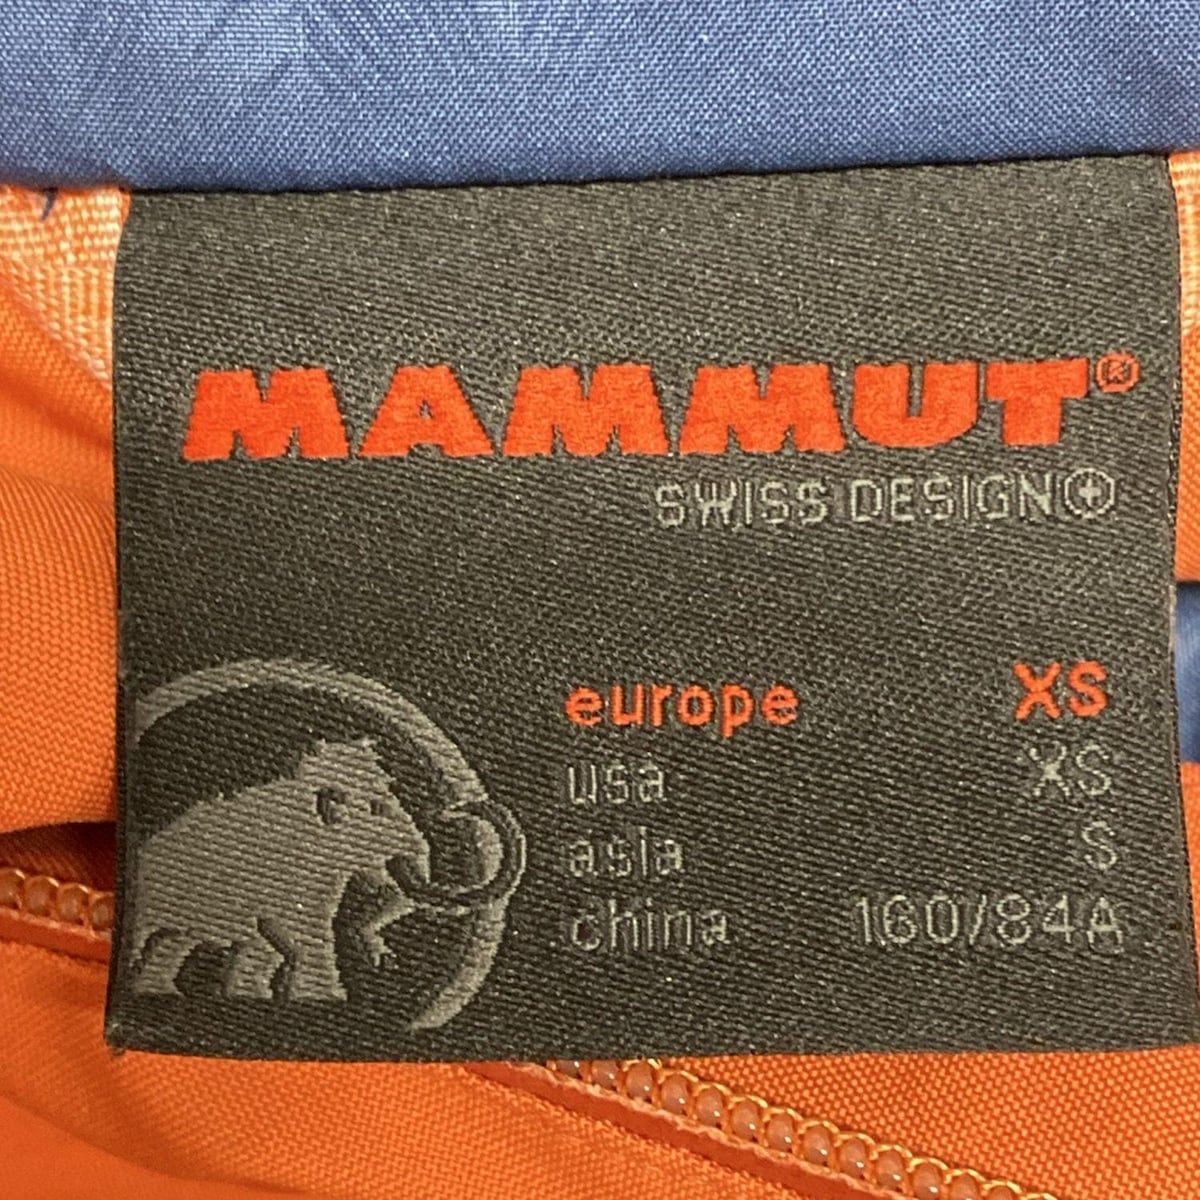 MAMMUT®
SWISS DESIGN
europe XS
usa XS
asia S
china 160/84A